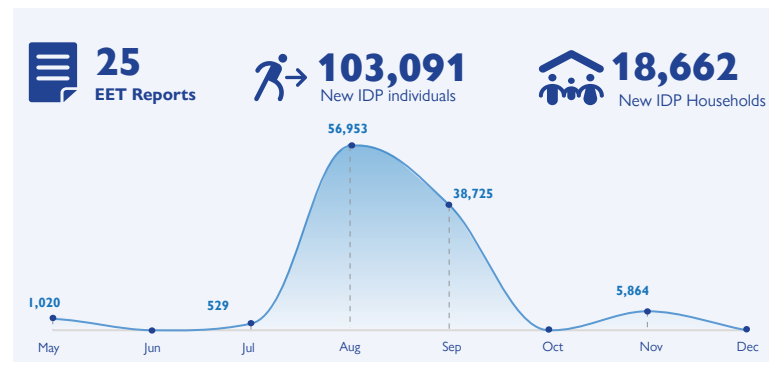 25
EET Reports
103,091
New IDP individuals
18,662
New IDP Households
56,953
38,725
1,020
529
5,864
May Jun Jul Aug Sep Oct Nov Dec